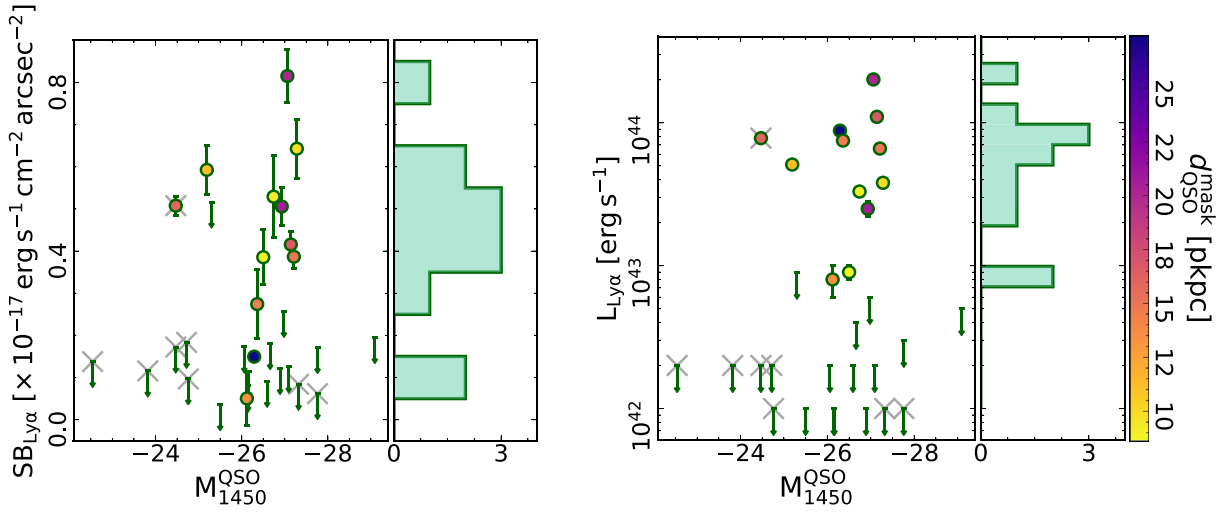 SB_Lyα [× 10^−17 erg s^−1 cm^−2 arcsec^−2]
0.8
0.4
0.0
−24 −26 −28
M_1450^QSO
0 3
L_Lyα [erg s^−1]
10^44
10^43
10^42
−24 −26 −28
M_1450^QSO
0 3
25
22
20
18
15
12
10
d_QSO^mask [pkpc]